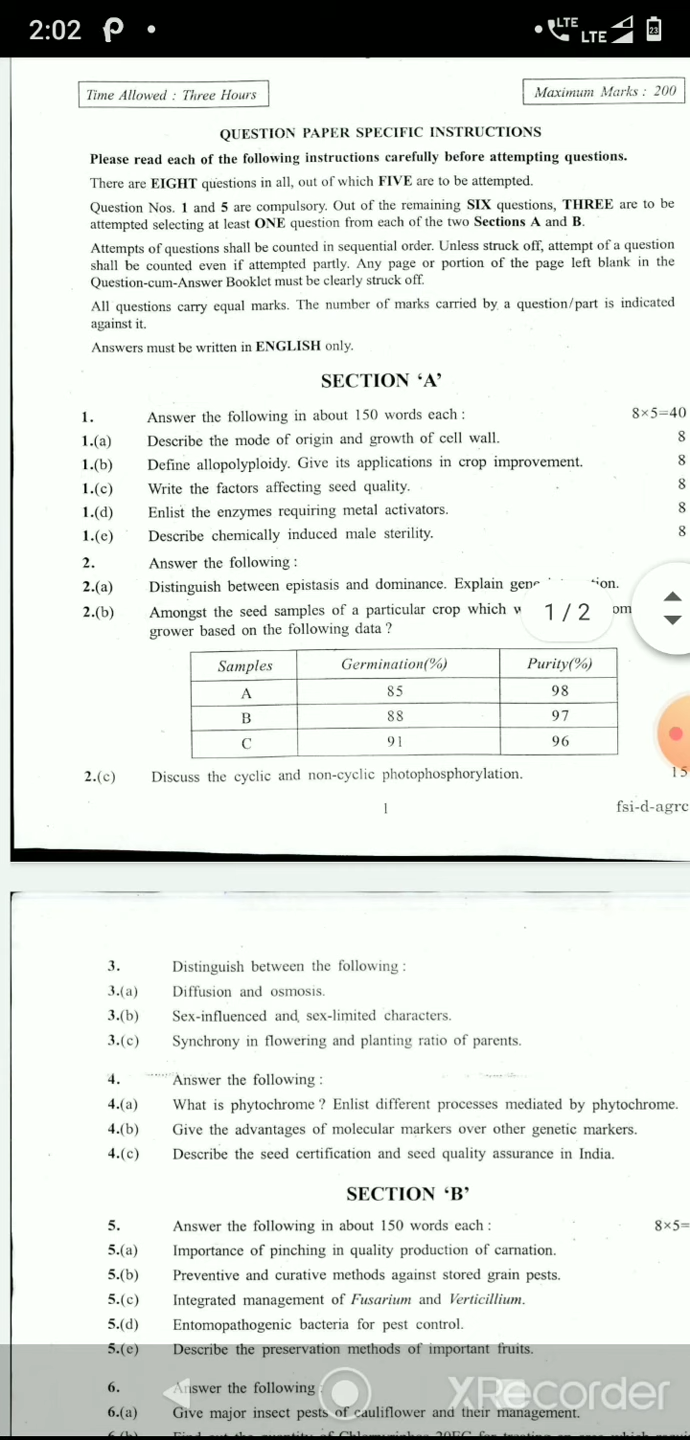 2:02
LTE
LTE
23
Time Allowed : Three Hours
Maximum Marks : 200
QUESTION PAPER SPECIFIC INSTRUCTIONS
Please read each of the following instructions carefully before attempting questions.
There are EIGHT questions in all, out of which FIVE are to be attempted.
Question Nos. 1 and 5 are compulsory. Out of the remaining SIX questions, THREE are to be
attempted selecting at least ONE question from each of the two Sections A and B.
Attempts of questions shall be counted in sequential order. Unless struck off, attempt of a question
shall be counted even if attempted partly. Any page or portion of the page left blank in the
Question-cum-Answer Booklet must be clearly struck off.
All questions carry equal marks. The number of marks carried by a question/part is indicated
against it.
Answers must be written in ENGLISH only.
SECTION ‘A’
1. Answer the following in about 150 words each : 8×5=40
1.(a) Describe the mode of origin and growth of cell wall. 8
1.(b) Define allopolyploidy. Give its applications in crop improvement. 8
1.(c) Write the factors affecting seed quality. 8
1.(d) Enlist the enzymes requiring metal activators. 8
1.(e) Describe chemically induced male sterility. 8
2. Answer the following :
2.(a) Distinguish between epistasis and dominance. Explain
2.(b) Amongst the seed samples of a particular crop which
1 / 2
grower based on the following data ?
Samples Germination(%) Purity(%)
A 85 98
B 88 97
C 91 96
2.(c) Discuss the cyclic and non-cyclic photophosphorylation. 15
1 fsi-d-agrc
3. Distinguish between the following :
3.(a) Diffusion and osmosis.
3.(b) Sex-influenced and sex-limited characters.
3.(c) Synchrony in flowering and planting ratio of parents.
4. Answer the following :
4.(a) What is phytochrome ? Enlist different processes mediated by phytochrome.
4.(b) Give the advantages of molecular markers over other genetic markers.
4.(c) Describe the seed certification and seed quality assurance in India.
SECTION ‘B’
5. Answer the following in about 150 words each : 8×5=
5.(a) Importance of pinching in quality production of carnation.
5.(b) Preventive and curative methods against stored grain pests.
5.(c) Integrated management of Fusarium and Verticillium.
5.(d) Entomopathogenic bacteria for pest control.
5.(e) Describe the preservation methods of important fruits.
6. Answer the following :
XRecorder
6.(a) Give major insect pests of cauliflower and their management.